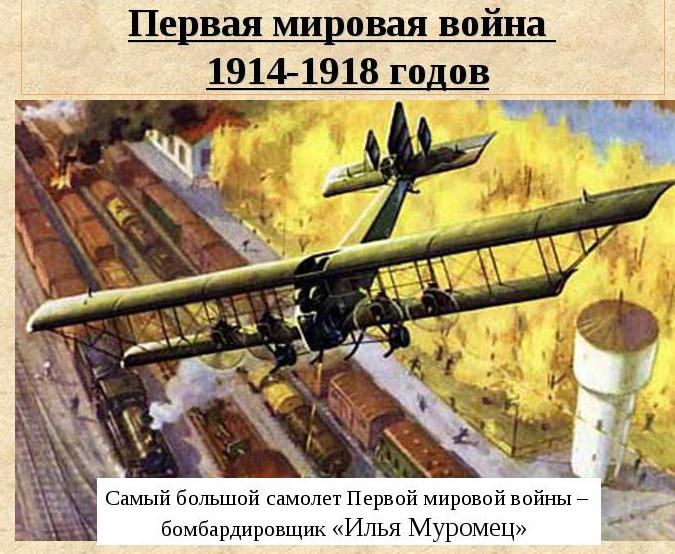 Первая мировая война
1914-1918 годов
Самый большой самолет Первой мировой войны –
бомбардировщик «Илья Муромец»